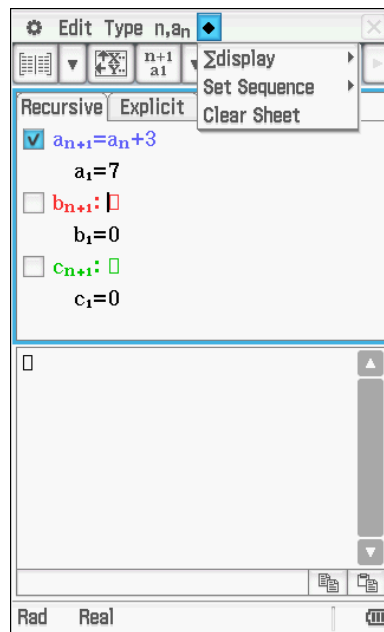 Edit Type n,aₙ
n+1
a1
Σdisplay
Set Sequence
Clear Sheet
Recursive Explicit
aₙ₊₁=aₙ+3
a₁=7
bₙ₊₁:
b₁=0
cₙ₊₁:
c₁=0
Rad Real